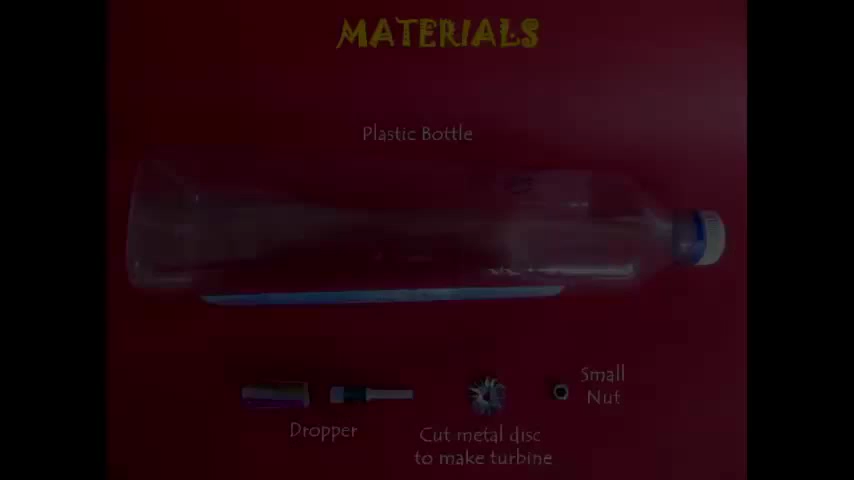 MATERIALS
Plastic Bottle
Small
Nut
Dropper
Cut metal disc
to make turbine